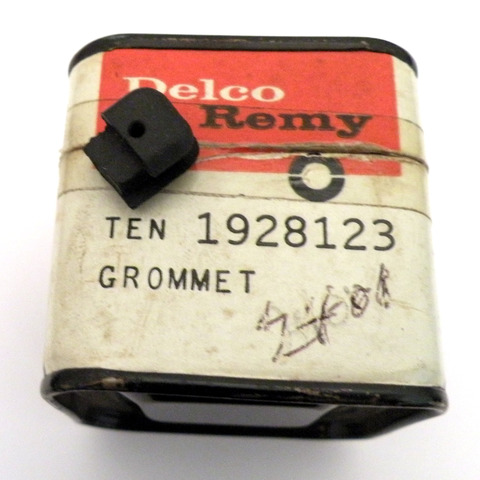 Delco
Remy
TEN 1928123
GROMMET